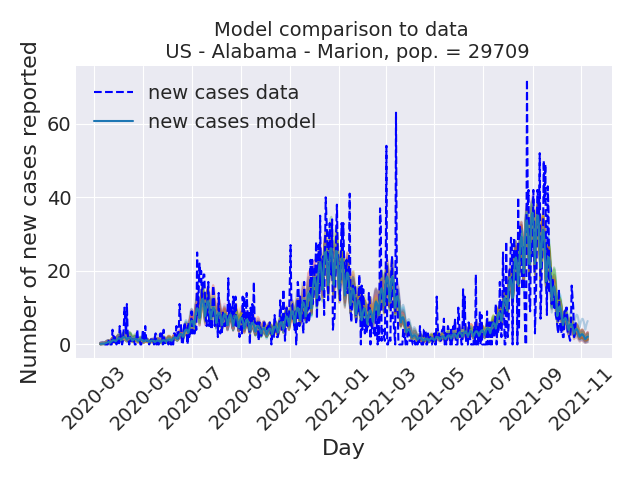 Model comparison to data
US - Alabama - Marion, pop. = 29709
new cases data
new cases model
Number of new cases reported
60
40
20
0
2020-03
2020-05
2020-07
2020-09
2020-11
2021-01
2021-03
2021-05
2021-07
2021-09
2021-11
Day